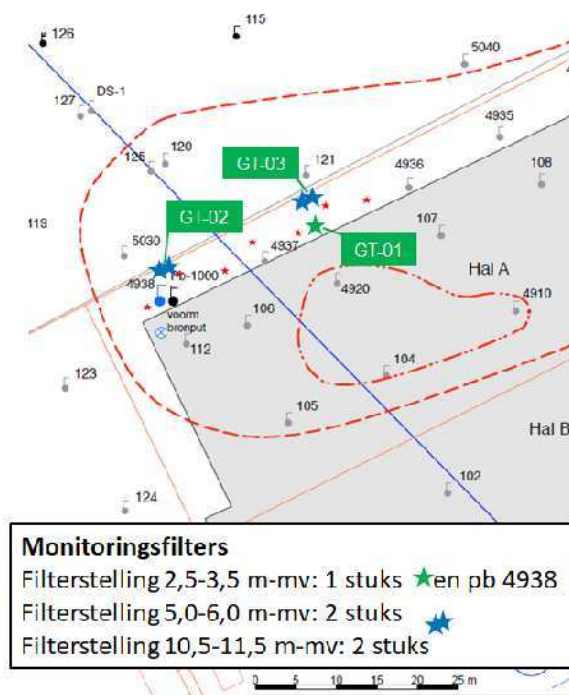 115
126
5040
127
DS-1
4935
120
125
121
GT-03
4936
108
GT-02
107
5030
4937
GT-01
4938
PD-1000
Hal A
4920
4910
voorm
bronput
106
112
104
123
105
Hal B
102
124
Monitoringsfilters
Filterstelling 2,5-3,5 m-mv: 1 stuks en pb 4938
Filterstelling 5,0-6,0 m-mv: 2 stuks
Filterstelling 10,5-11,5 m-mv: 2 stuks
0 5 10 15 20 25 m